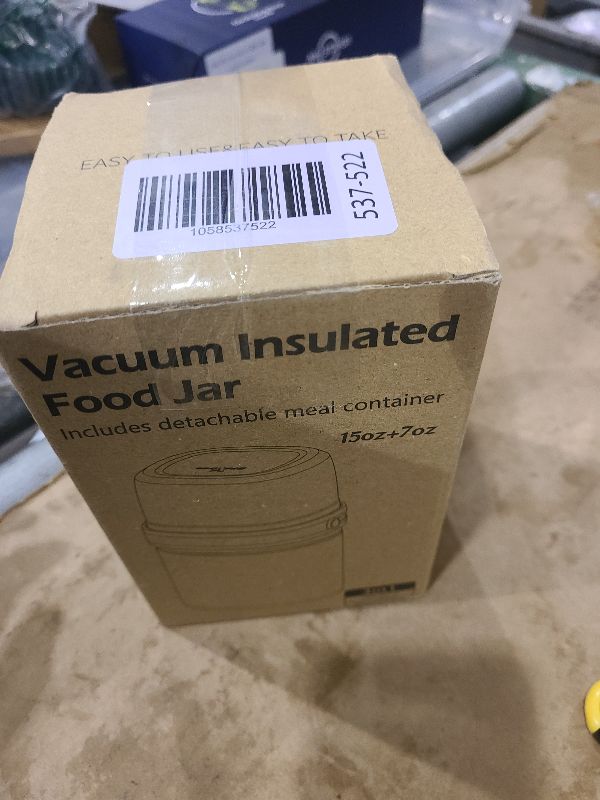 EASY TO USE&EASY TO TAKE
1058537522
537-522
Vacuum Insulated
Food Jar
Includes detachable meal container
15oz+7oz